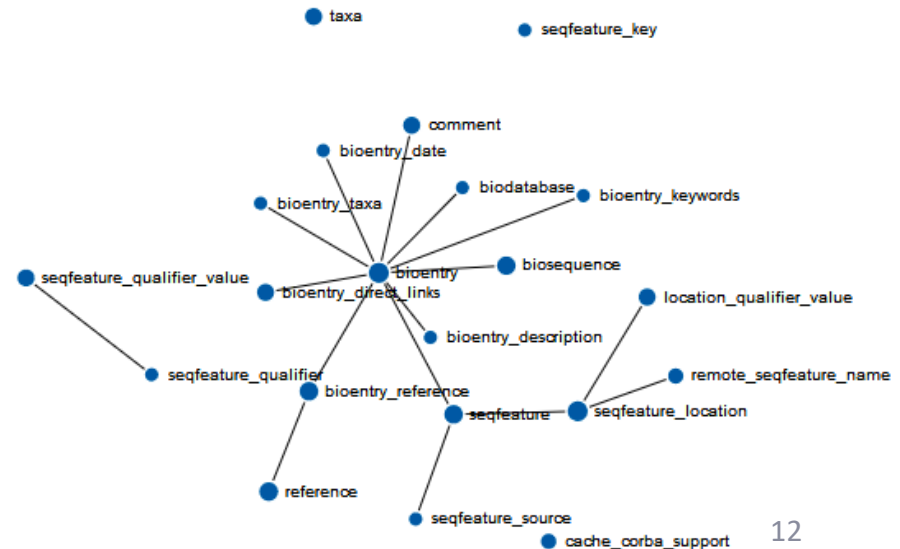 taxa
seqfeature_key
comment
bioentry_date
biodatabase
bioentry_keywords
bioentry_taxa
biosequence
bioentry
seqfeature_qualifier_value
bioentry_direct_links
location_qualifier_value
bioentry_description
seqfeature_qualifier
remote_seqfeature_name
bioentry_reference
seqfeature_location
seqfeature
reference
seqfeature_source
12
cache_corba_support